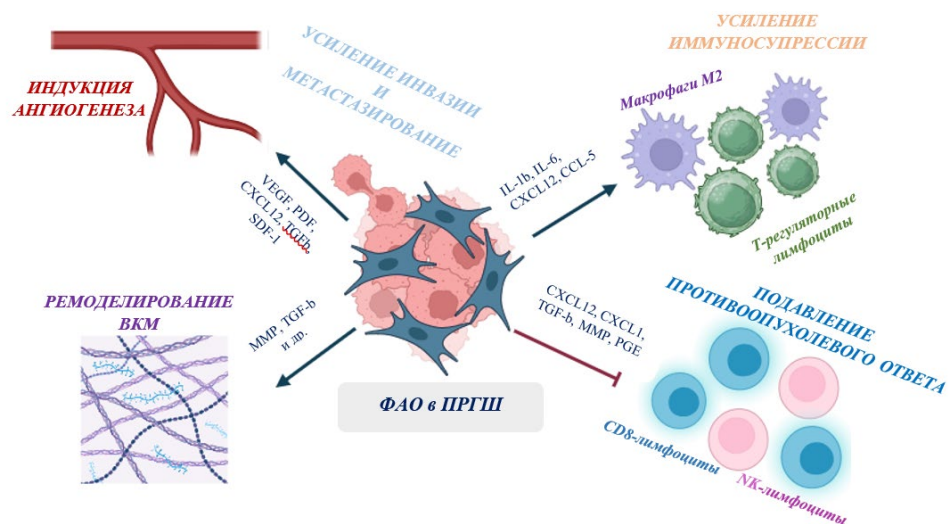 ИНДУКЦИЯ
АНГИОГЕНЕЗА
УСИЛЕНИЕ ИНВАЗИИ
И
МЕТАСТАЗИРОВАНИЕ
УСИЛЕНИЕ
ИММУНОСУПРЕССИИ
Макрофаги М2
Т-регуляторные
лимфоциты
VEGF, PDF,
CXCL12, TGFb,
SDF-1
IL-1b, IL-6,
CXCL12, CCL-5
РЕМОДЕЛИРОВАНИЕ
ВКМ
MMP, TGF-b
и др.
CXCL12, CXCL1,
TGF-b, MMP, PGE
ПОДАВЛЕНИЕ
ПРОТИВООПУХОЛЕВОГО ОТВЕТА
CD8-лимфоциты
NK-лимфоциты
ФАО в ПРГШ